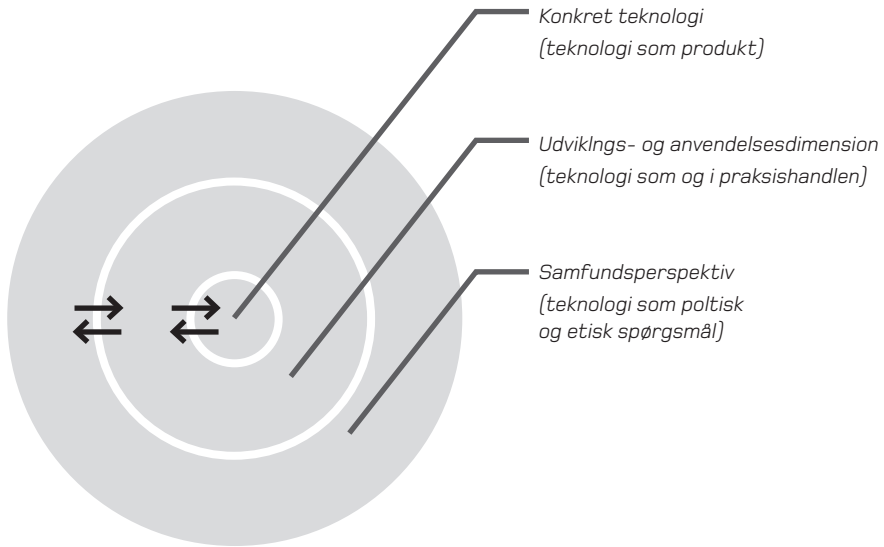 Konkret teknologi
(teknologi som produkt)
Udviklngs- og anvendelsesdimension
(teknologi som og i praksishandlen)
Samfundsperspektiv
(teknologi som poltisk
og etisk spørgsmål)